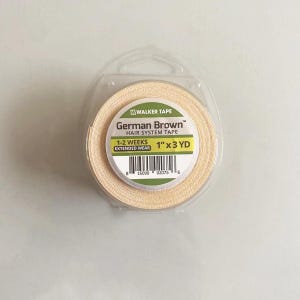 WALKER TAPE
German Brown™
HAIR SYSTEM TAPE
1-2 WEEKS
EXTENDED WEAR
1" x 3 YD